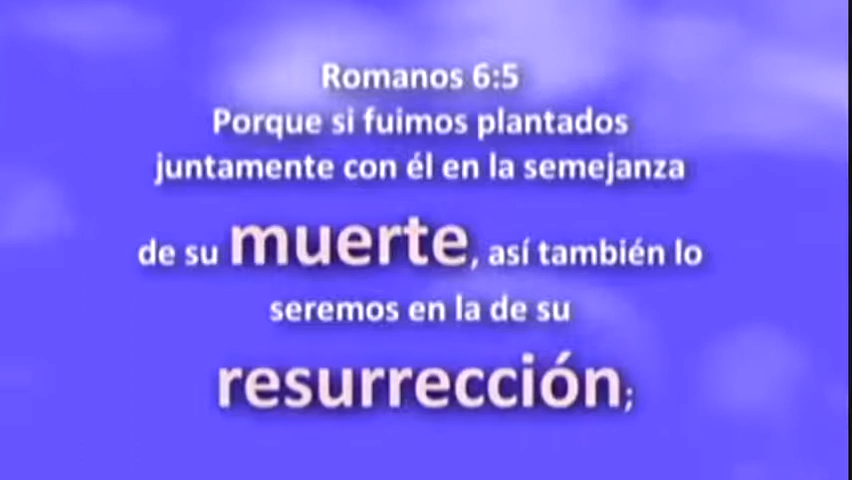 Romanos 6:5
Porque si fuimos plantados
juntamente con él en la semejanza
de su muerte, así también lo
seremos en la de su
resurrección;